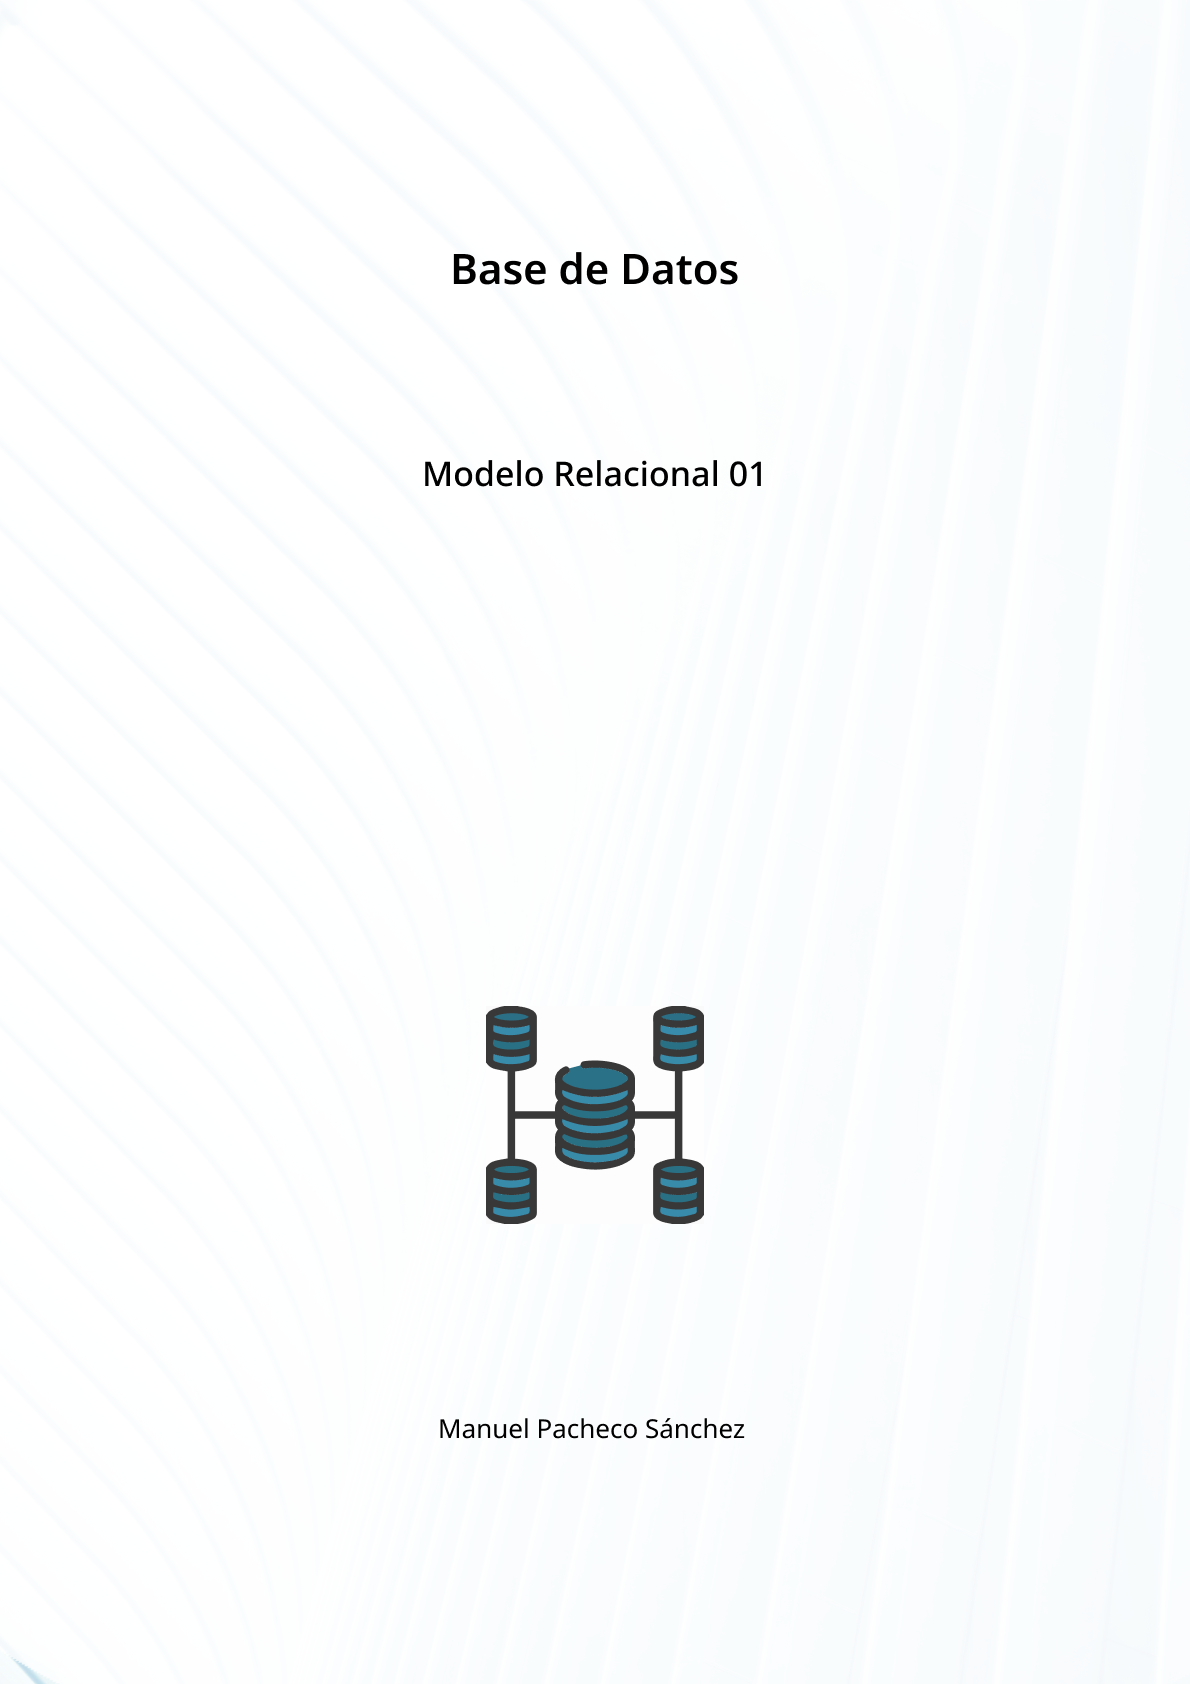 Base de Datos
Modelo Relacional 01
Manuel Pacheco Sánchez